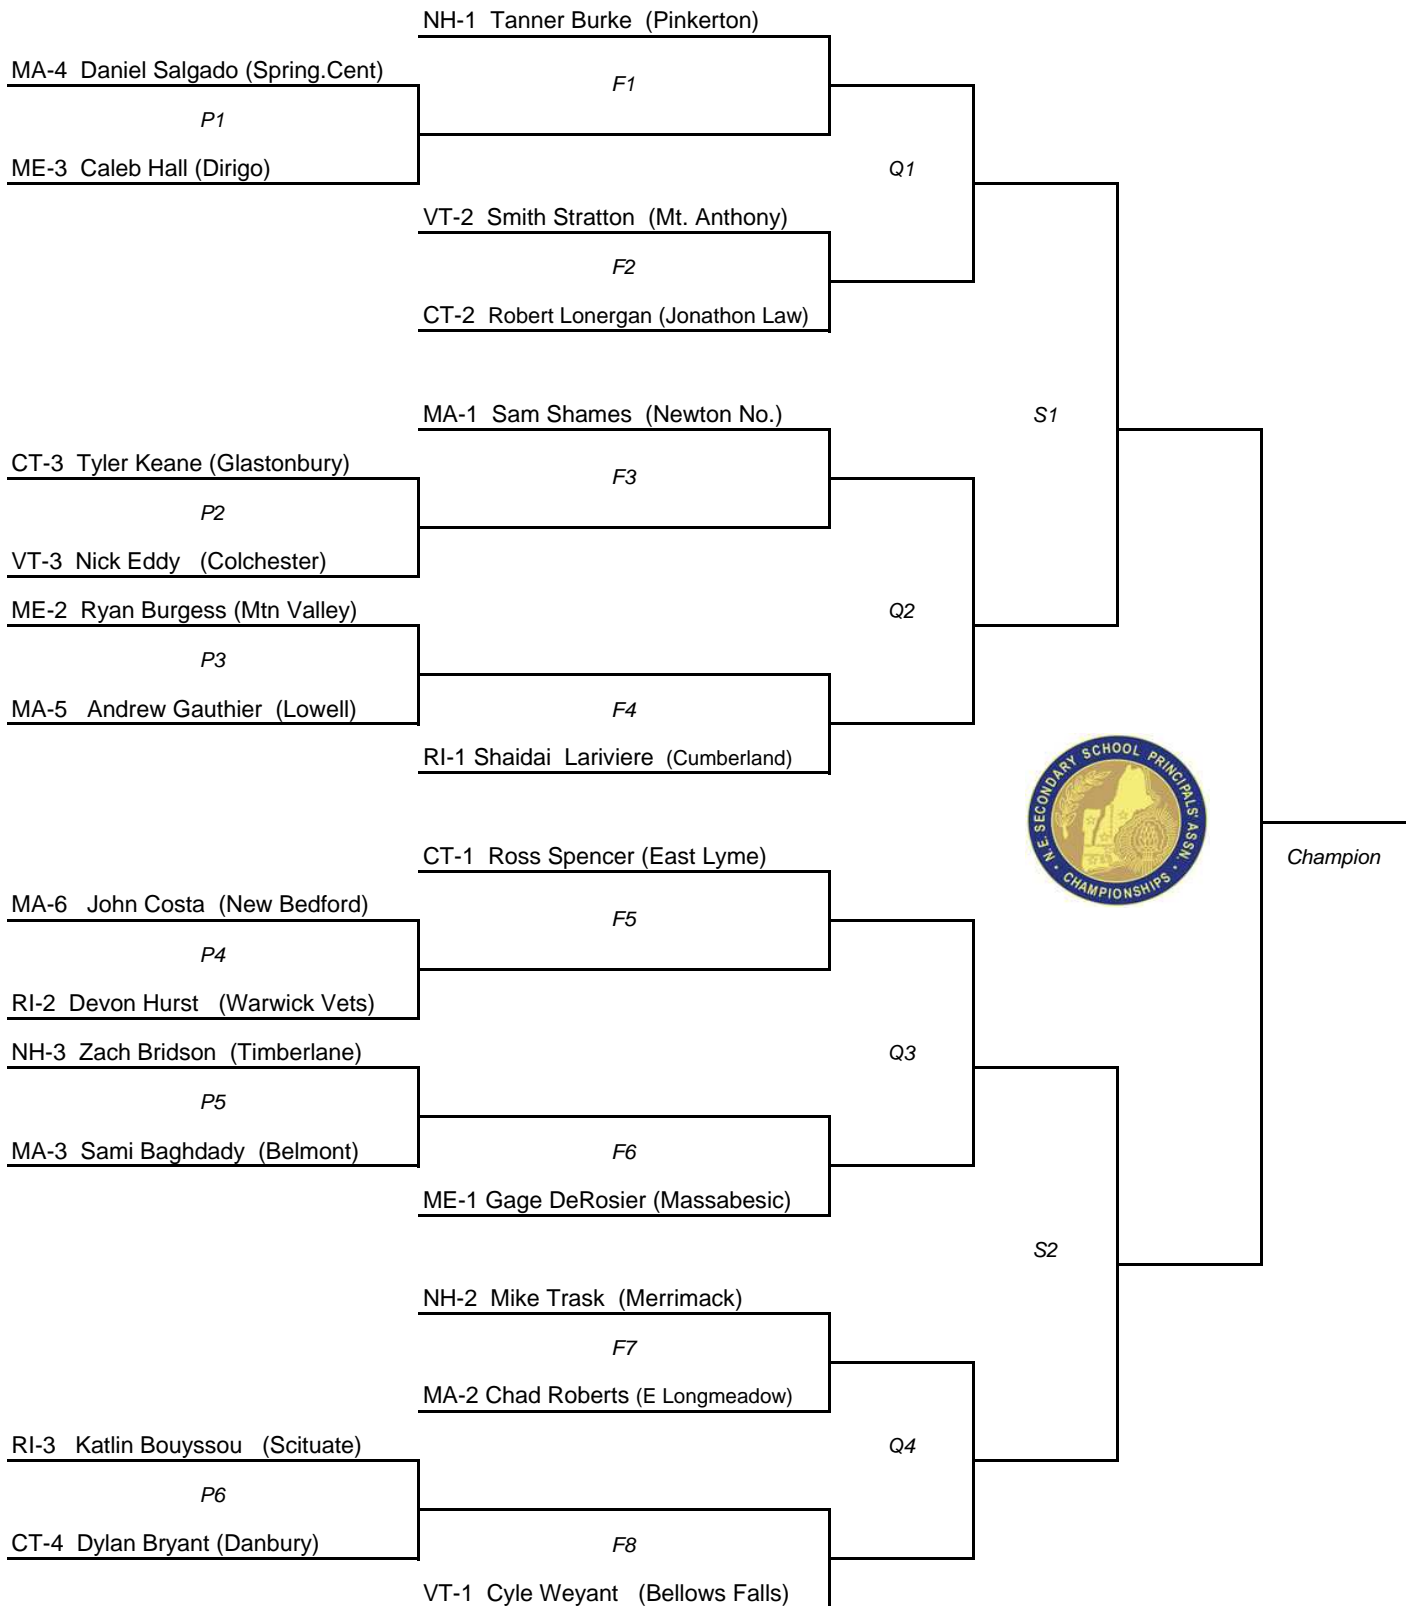 NH-1 Tanner Burke (Pinkerton)
MA-4 Daniel Salgado (Spring.Cent)
F1
P1
ME-3 Caleb Hall (Dirigo)
Q1
VT-2 Smith Stratton (Mt. Anthony)
F2
CT-2 Robert Lonergan (Jonathon Law)
MA-1 Sam Shames (Newton No.)
S1
CT-3 Tyler Keane (Glastonbury)
F3
P2
VT-3 Nick Eddy (Colchester)
ME-2 Ryan Burgess (Mtn Valley)
Q2
P3
MA-5 Andrew Gauthier (Lowell)
F4
RI-1 Shaidai Lariviere (Cumberland)
N.E. SECONDARY SCHOOL PRINCIPALS' ASSN.
CHAMPIONSHIPS
CT-1 Ross Spencer (East Lyme)
Champion
MA-6 John Costa (New Bedford)
F5
P4
RI-2 Devon Hurst (Warwick Vets)
NH-3 Zach Bridson (Timberlane)
Q3
P5
MA-3 Sami Baghdady (Belmont)
F6
ME-1 Gage DeRosier (Massabesic)
S2
NH-2 Mike Trask (Merrimack)
F7
MA-2 Chad Roberts (E Longmeadow)
RI-3 Katlin Bouyssou (Scituate)
Q4
P6
CT-4 Dylan Bryant (Danbury)
F8
VT-1 Cyle Weyant (Bellows Falls)